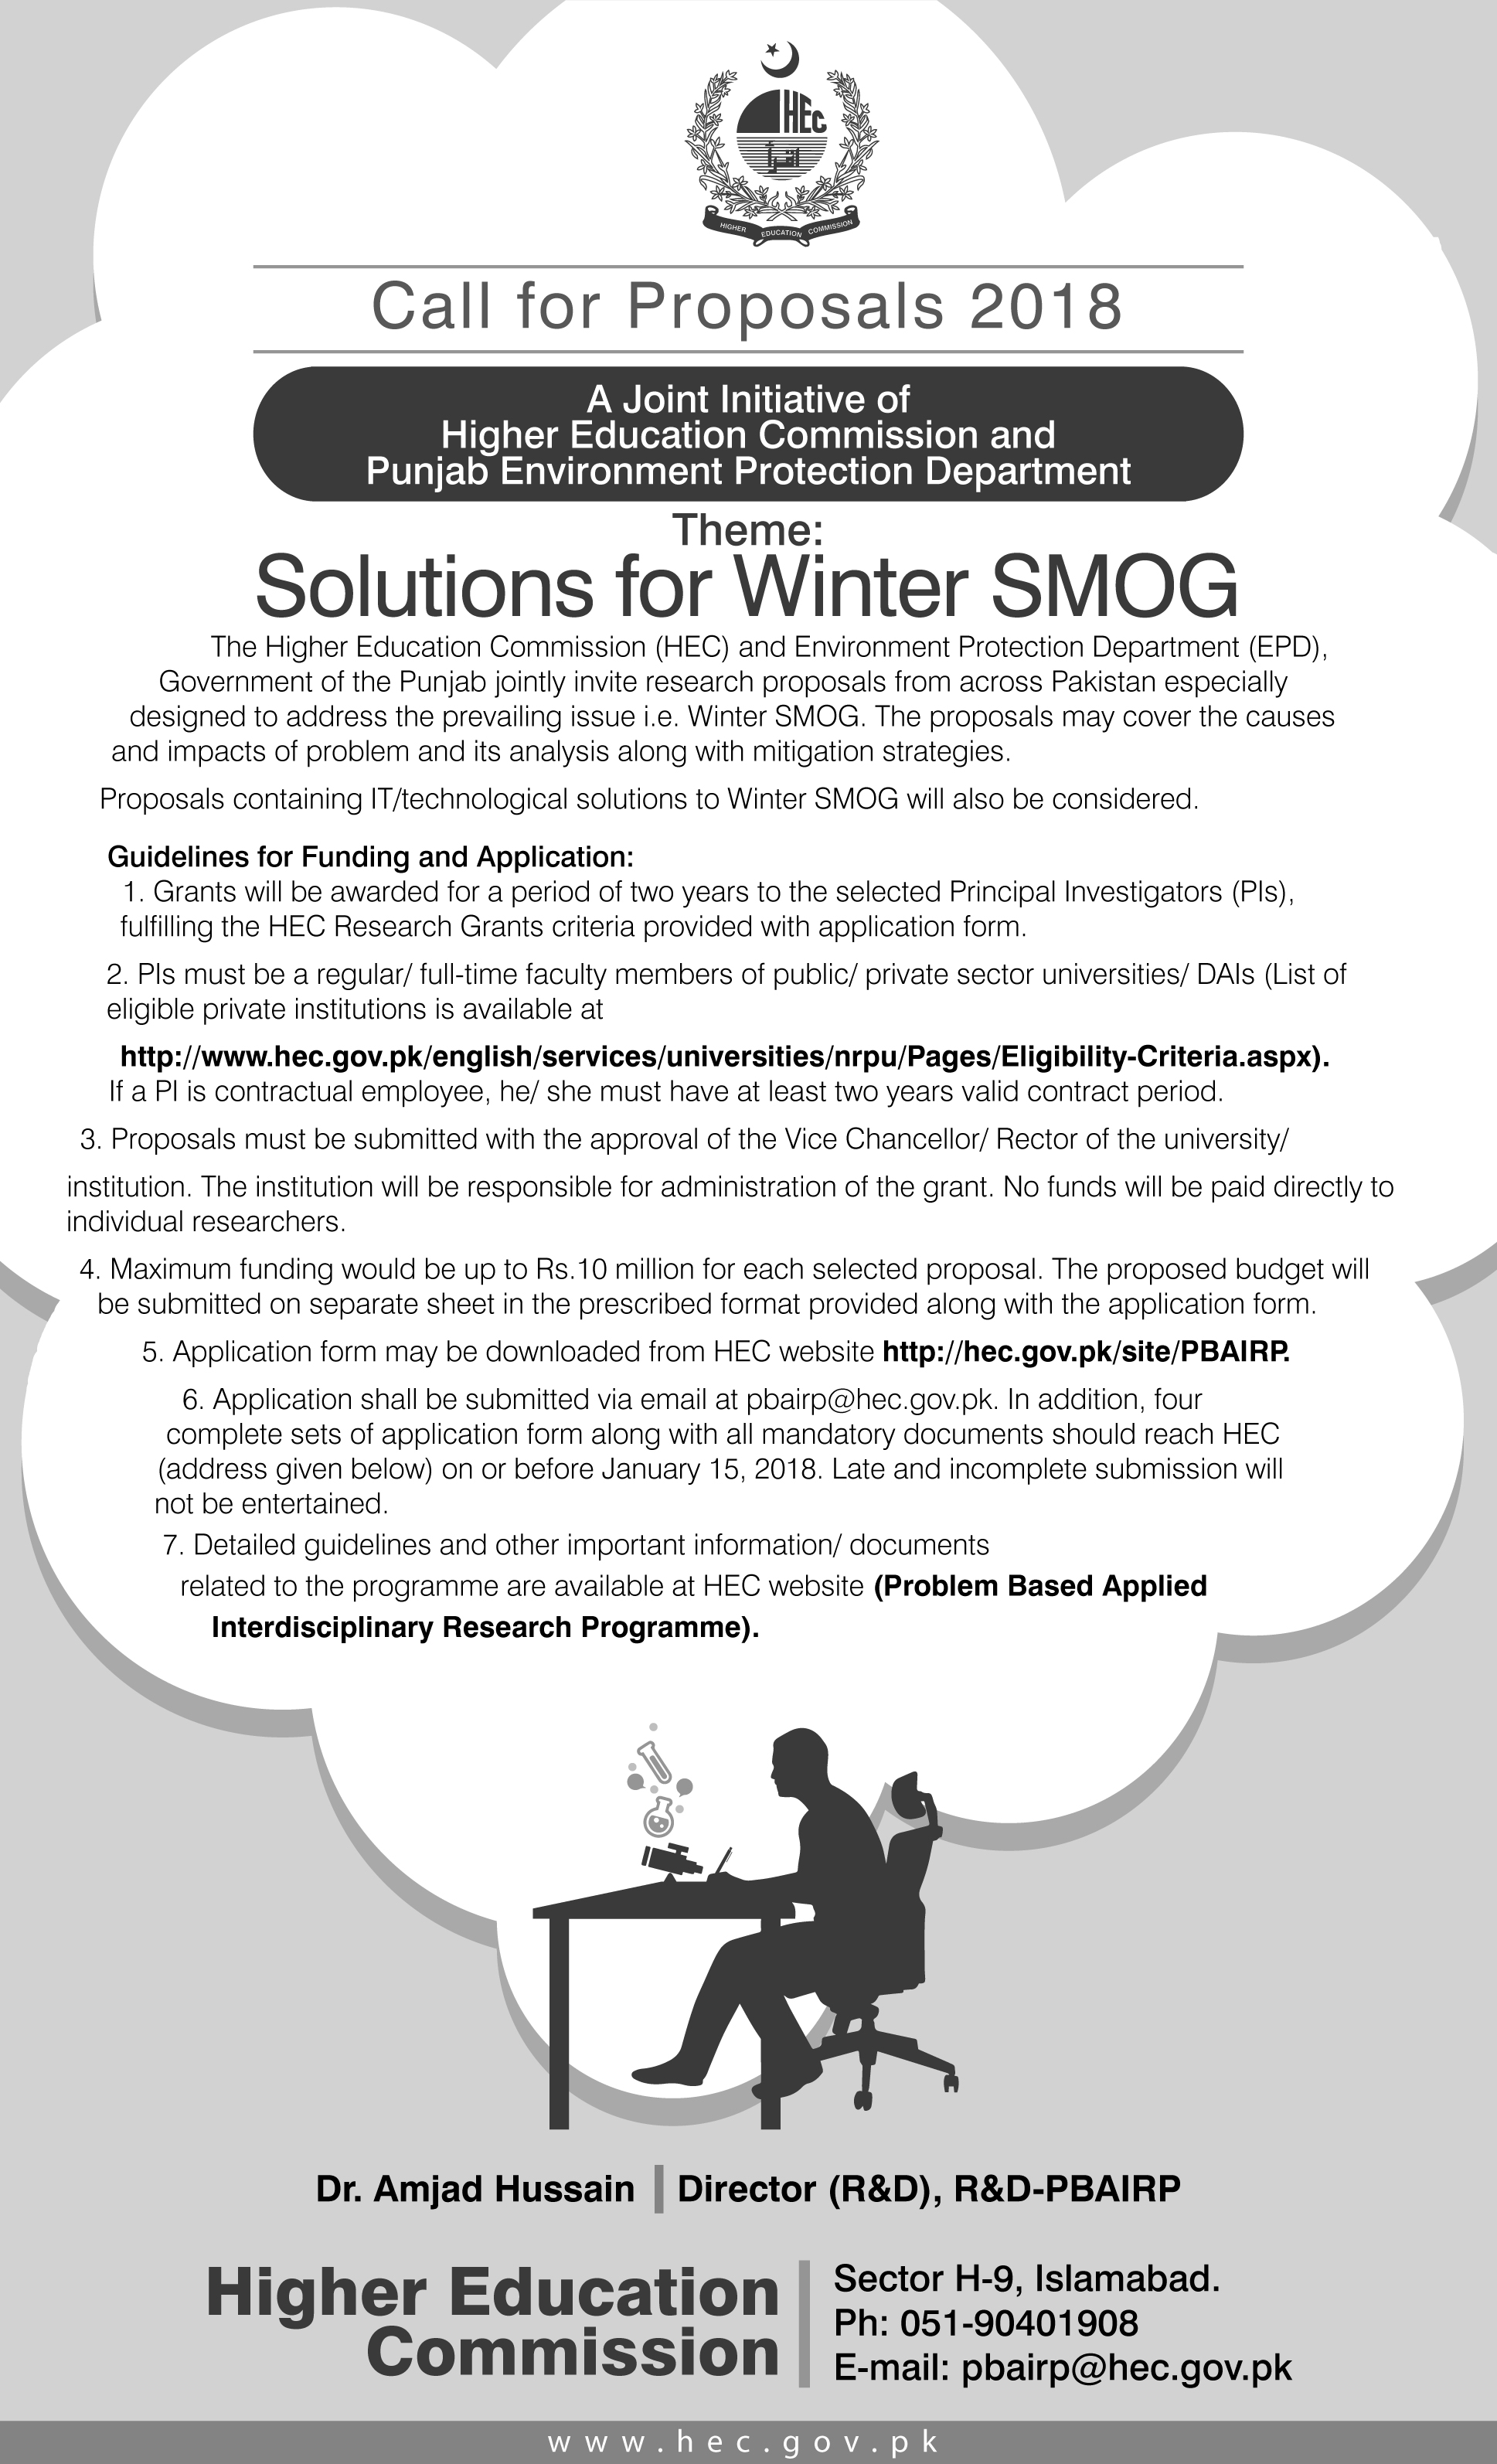 HEC
اقرأ
HIGHER EDUCATION COMMISSION
Call for Proposals 2018
A Joint Initiative of
Higher Education Commission and
Punjab Environment Protection Department
Theme:
Solutions for Winter SMOG
The Higher Education Commission (HEC) and Environment Protection Department (EPD),
Government of the Punjab jointly invite research proposals from across Pakistan especially
designed to address the prevailing issue i.e. Winter SMOG. The proposals may cover the causes
and impacts of problem and its analysis along with mitigation strategies.
Proposals containing IT/technological solutions to Winter SMOG will also be considered.
Guidelines for Funding and Application:
1. Grants will be awarded for a period of two years to the selected Principal Investigators (PIs),
fulfilling the HEC Research Grants criteria provided with application form.
2. PIs must be a regular/ full-time faculty members of public/ private sector universities/ DAIs (List of
eligible private institutions is available at
http://www.hec.gov.pk/english/services/universities/nrpu/Pages/Eligibility-Criteria.aspx).
If a PI is contractual employee, he/ she must have at least two years valid contract period.
3. Proposals must be submitted with the approval of the Vice Chancellor/ Rector of the university/
institution. The institution will be responsible for administration of the grant. No funds will be paid directly to
individual researchers.
4. Maximum funding would be up to Rs.10 million for each selected proposal. The proposed budget will
be submitted on separate sheet in the prescribed format provided along with the application form.
5. Application form may be downloaded from HEC website http://hec.gov.pk/site/PBAIRP.
6. Application shall be submitted via email at pbairp@hec.gov.pk. In addition, four
complete sets of application form along with all mandatory documents should reach HEC
(address given below) on or before January 15, 2018. Late and incomplete submission will
not be entertained.
7. Detailed guidelines and other important information/ documents
related to the programme are available at HEC website (Problem Based Applied
Interdisciplinary Research Programme).
Dr. Amjad Hussain | Director (R&D), R&D-PBAIRP
Higher Education
Commission
Sector H-9, Islamabad.
Ph: 051-90401908
E-mail: pbairp@hec.gov.pk
www.hec.gov.pk